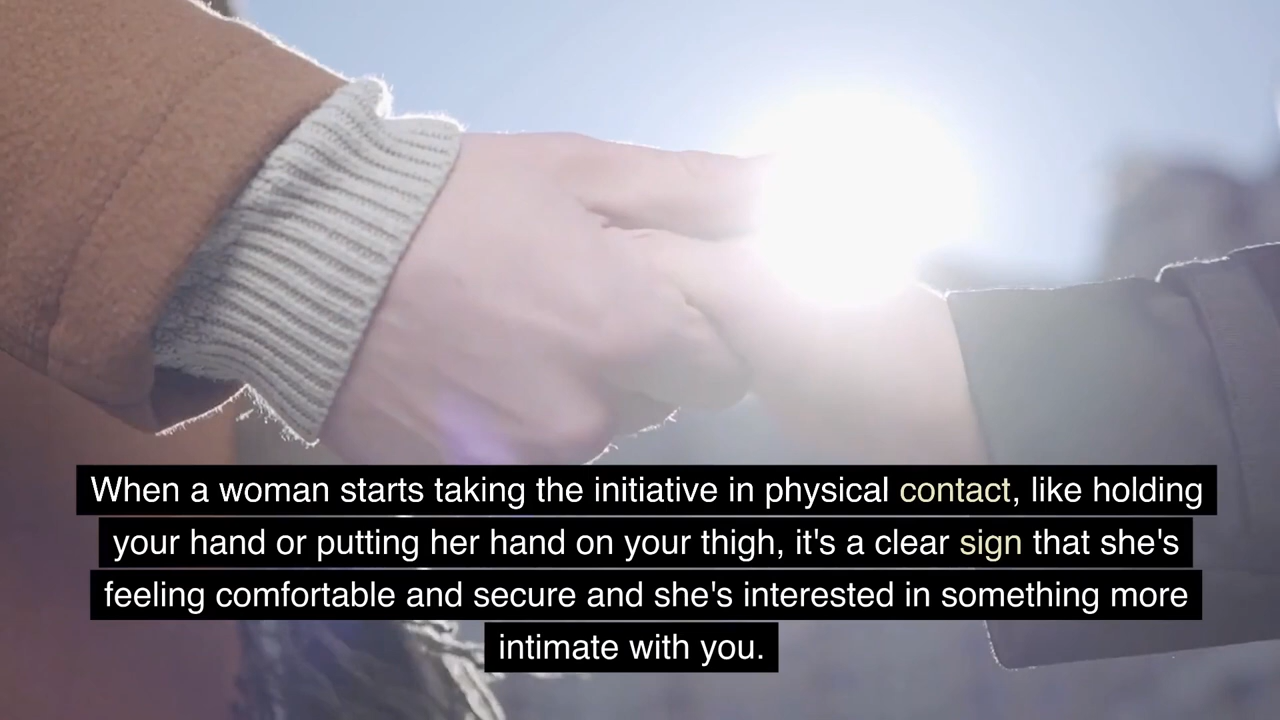 When a woman starts taking the initiative in physical contact, like holding
your hand or putting her hand on your thigh, it's a clear sign that she's
feeling comfortable and secure and she's interested in something more
intimate with you.